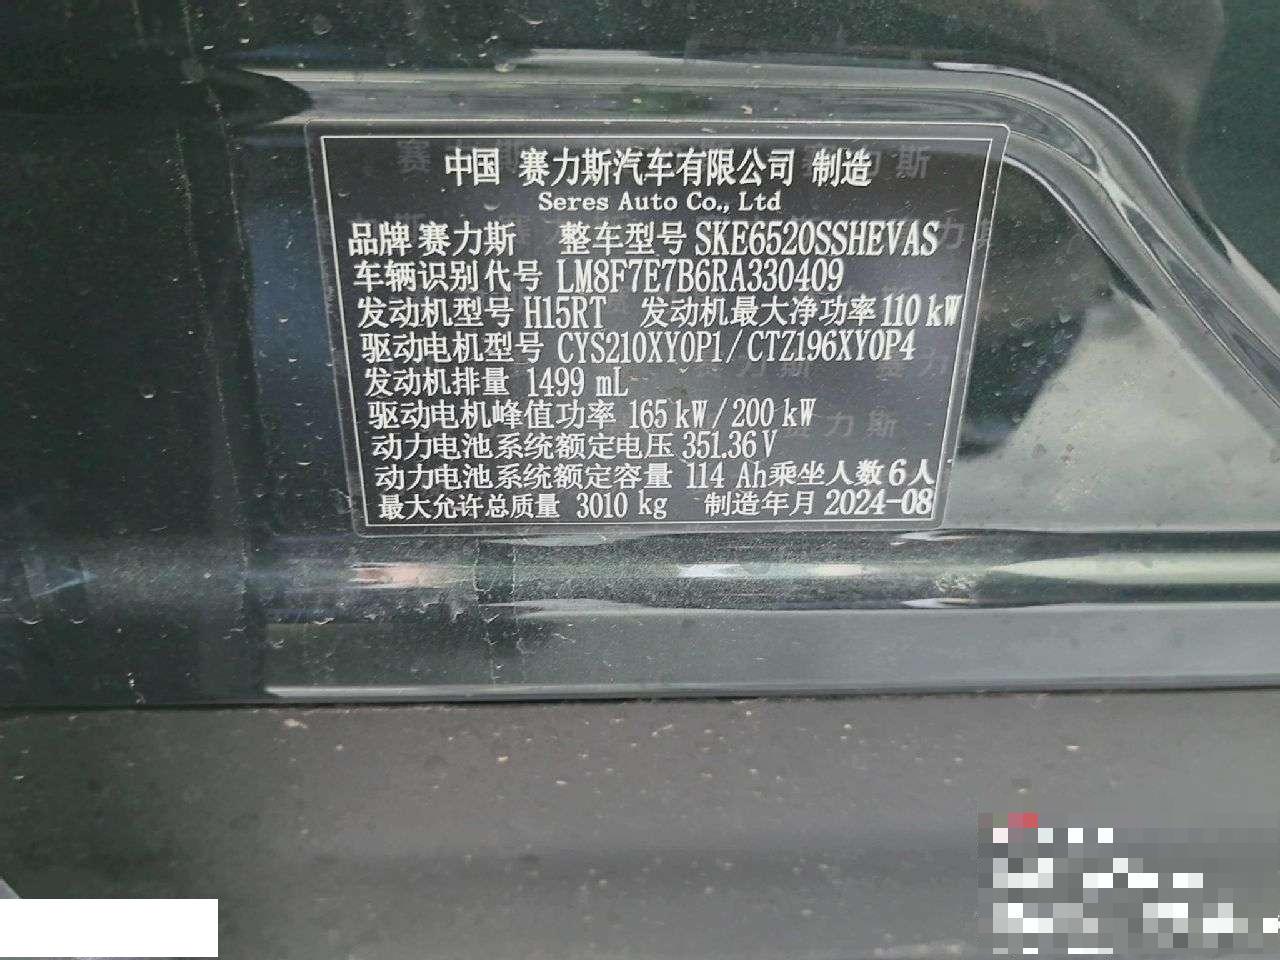 中国 赛力斯汽车有限公司 制造
Seres Auto Co., Ltd
品牌 赛力斯 整车型号 SKE6520SSHEVAS
车辆识别代号 LM8F7E7B6RA330409
发动机型号 H15RT 发动机最大净功率 110 kW
驱动电机型号 CYS210XY0P1/CTZ196XY0P4
发动机排量 1499 mL
驱动电机峰值功率 165 kW/200 kW
动力电池系统额定电压 351.36 V
动力电池系统额定容量 114 Ah 乘坐人数 6 人
最大允许总质量 3010 kg 制造年月 2024-08